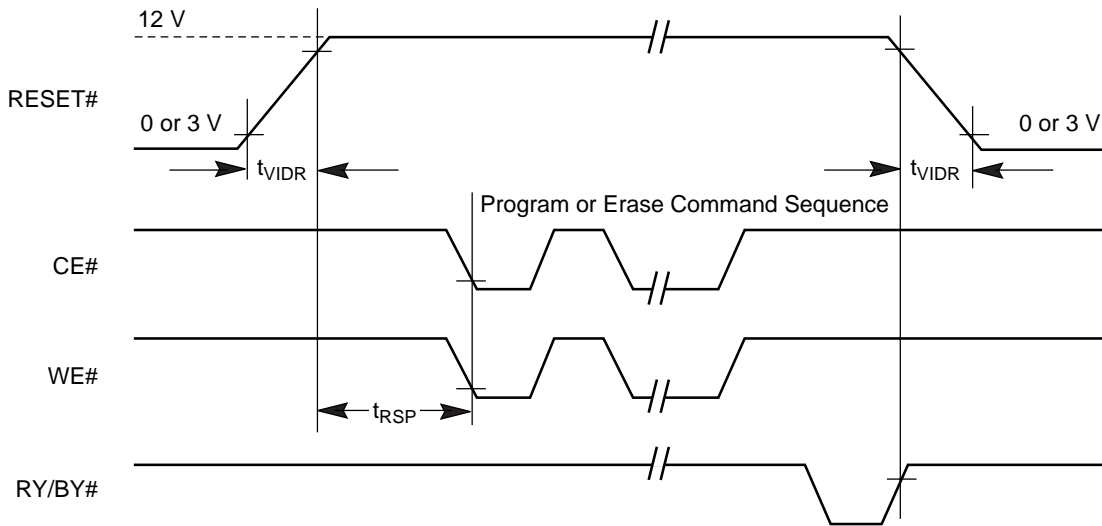 12 V
RESET#
0 or 3 V
0 or 3 V
tVIDR
tVIDR
Program or Erase Command Sequence
CE#
WE#
tRSP
RY/BY#